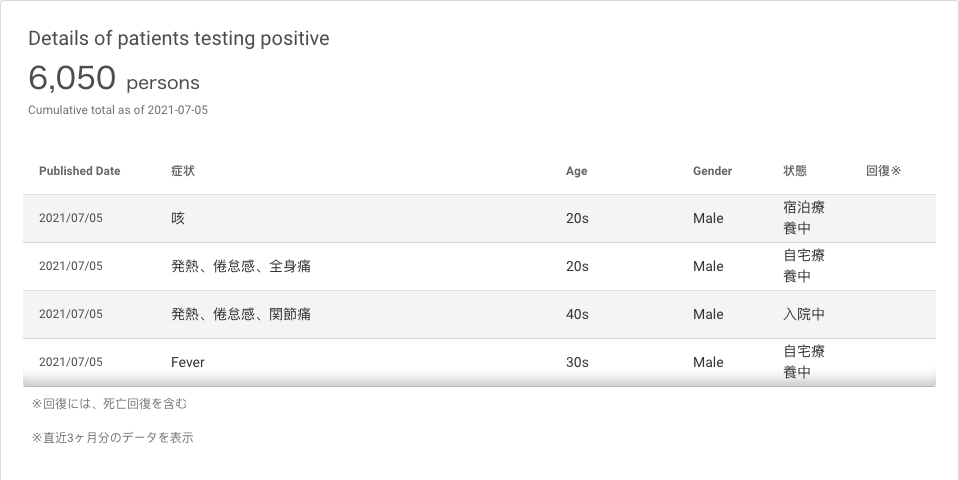 Details of patients testing positive
6,050 persons
Cumulative total as of 2021-07-05
Published Date 症状 Age Gender 状態 回復※
2021/07/05 咳 20s Male 宿泊療
養中
2021/07/05 発熱、倦怠感、全身痛 20s Male 自宅療
養中
2021/07/05 発熱、倦怠感、関節痛 40s Male 入院中
2021/07/05 Fever 30s Male 自宅療
養中
※回復には、死亡回復を含む
※直近3ヶ月分のデータを表示